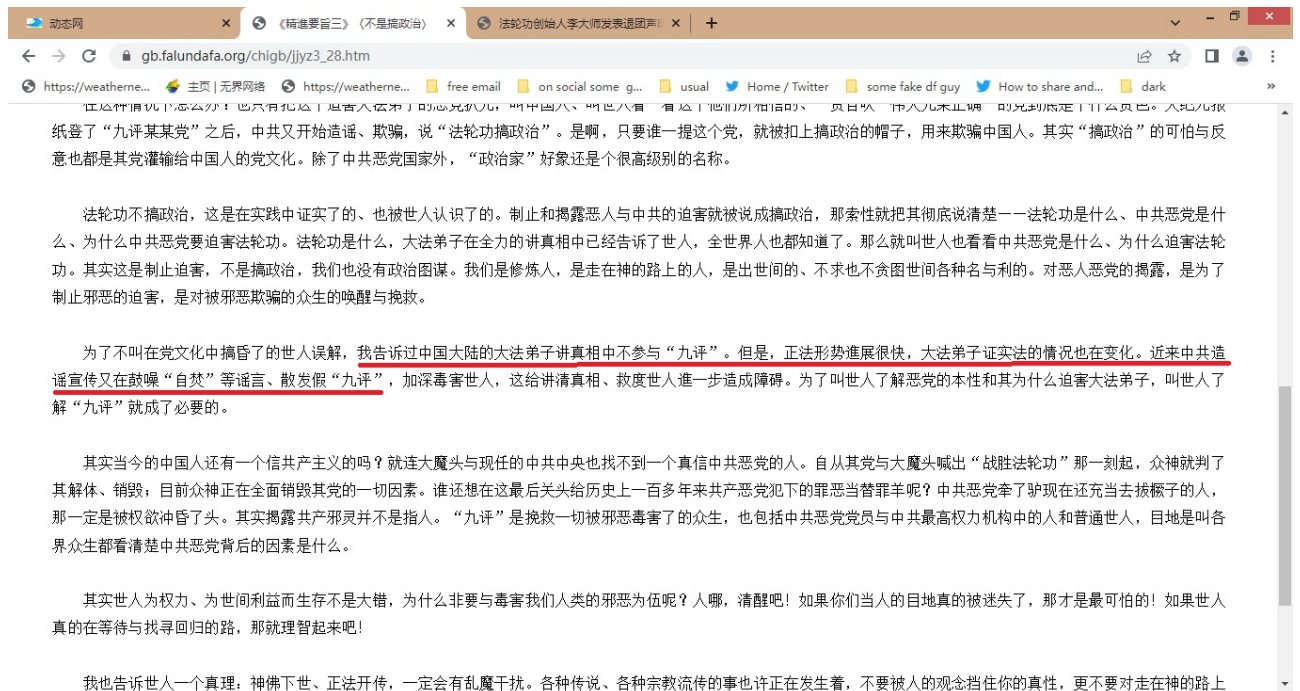 动态网
《精進要旨三》〈不是搞政治〉
法轮功创始人李大师发表退团声
gb.falundafa.org/chigb/jjyz3_28.htm
https://weatherne...
主页 | 无界网络
https://weatherne...
free email
on social some g...
usual
Home / Twitter
some fake df guy
How to share and...
dark
»
纸登了“九评某某党”之后，中共又开始造谣、欺骗，说“法轮功搞政治”。是啊，只要谁一提这个党，就被扣上搞政治的帽子，用来欺骗中国人。其实“搞政治”的可怕与反
意也都是其党灌输给中国人的党文化。除了中共恶党国家外，“政治家”好象还是个很高级别的名称。
法轮功不搞政治，这是在实践中证实了的、也被世人认识了的。制止和揭露恶人与中共的迫害就被说成搞政治，那索性就把其彻底说清楚——法轮功是什么、中共恶党是什
么、为什么中共恶党要迫害法轮功。法轮功是什么，大法弟子在全力的讲真相中已经告诉了世人，全世界人也都知道了。那么就叫世人也看看中共恶党是什么、为什么迫害法轮
功。其实这是制止迫害，不是搞政治，我们也没有政治图谋。我们是修炼人，是走在神的路上的人，是出世间的、不求也不贪图世间各种名与利的。对恶人恶党的揭露，是为了
制止邪恶的迫害，是对被邪恶欺骗的众生的唤醒与挽救。
为了不叫在党文化中搞昏了的世人误解，我告诉过中国大陆的大法弟子讲真相中不参与“九评”。但是，正法形势進展很快，大法弟子证实法的情况也在变化。近来中共造
谣宣传又在鼓噪“自焚”等谣言、散发假“九评”，加深毒害世人，这给讲清真相、救度世人進一步造成障碍。为了叫世人了解恶党的本性和其为什么迫害大法弟子，叫世人了
解“九评”就成了必要的。
其实当今的中国人还有一个信共产主义的吗？就连大魔头与现任的中共中央也找不到一个真信中共恶党的人。自从其党与大魔头喊出“战胜法轮功”那一刻起，众神就判了
其解体、销毁；目前众神正在全面销毁其党的一切因素。谁还想在这最后关头给历史上一百多年来共产恶党犯下的罪恶当替罪羊呢？中共恶党牵了驴现在还充当去拔橛子的人，
那一定是被权欲冲昏了头。其实揭露共产邪灵并不是指人。“九评”是挽救一切被邪恶毒害了的众生，也包括中共恶党党员与中共最高权力机构中的人和普通世人，目地是叫各
界众生都看清楚中共恶党背后的因素是什么。
其实世人为权力、为世间利益而生存不是大错，为什么非要与毒害我们人类的邪恶为伍呢？人哪，清醒吧！如果你们当人的目地真的被迷失了，那才是最可怕的！如果世人
真的在等待与找寻回归的路，那就理智起来吧！
我也告诉世人一个真理：神佛下世、正法开传，一定会有乱魔干扰。各种传说、各种宗教流传的事也许正在发生着，不要被人的观念挡住你的真性，更不要对走在神的路上